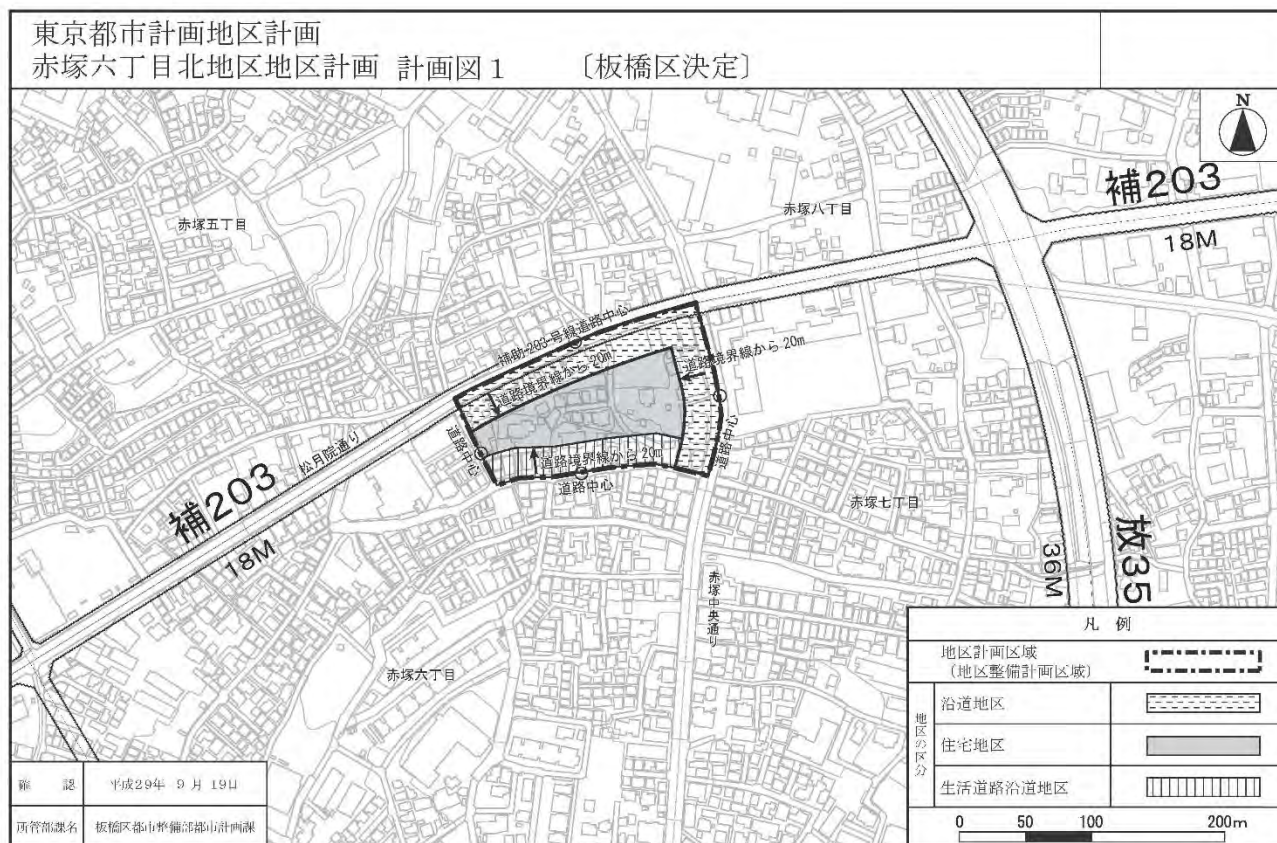 東京都市計画地区計画
赤塚六丁目北地区地区計画 計画図1 〔板橋区決定〕
N
補203
18M
赤塚五丁目
赤塚八丁目
補助203号線道路中心
道路境界線から20m
道路境界線から20m
道路中心
道路中心
道路境界線から20m
道路中心
松月院通り
補203
18M
赤塚七丁目
放35
36M
赤塚中央通り
赤塚六丁目
凡 例
地区計画区域
〔地区整備計画区域〕
地区の区分
沿道地区
住宅地区
生活道路沿道地区
0 50 100 200m
確 認 平成29年 9月19日
所管部課名 板橋区都市整備部都市計画課